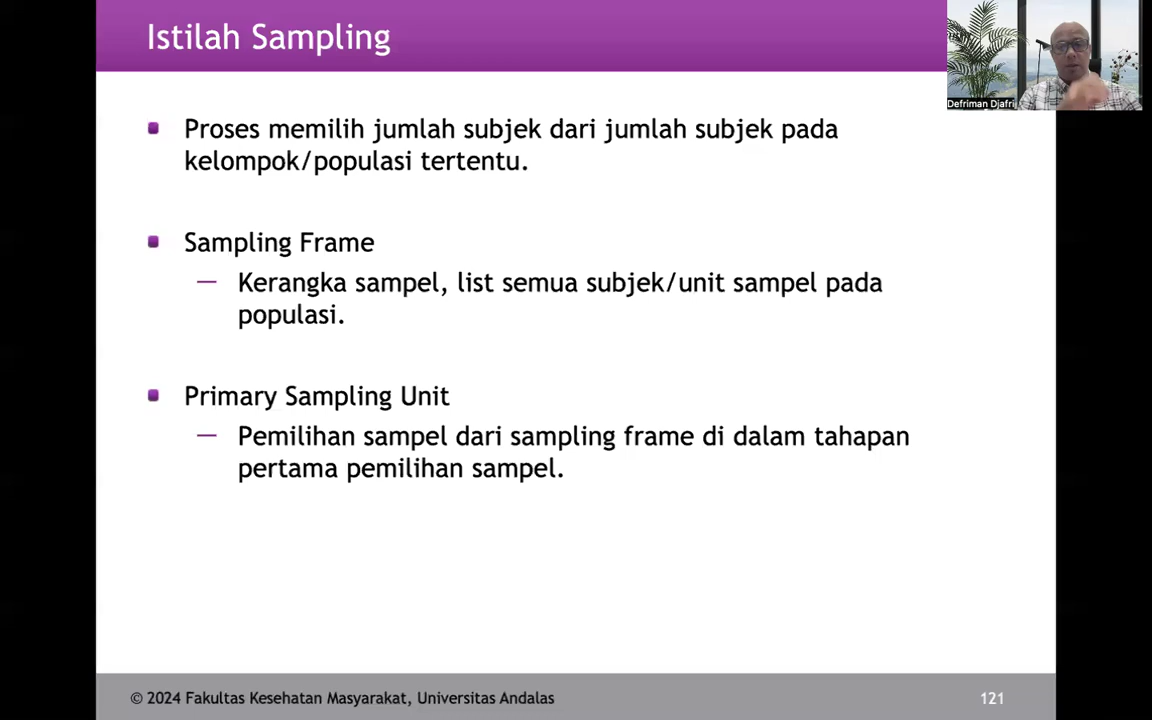 Istilah Sampling
Defriman Djafri
Proses memilih jumlah subjek dari jumlah subjek pada
kelompok/populasi tertentu.
Sampling Frame
— Kerangka sampel, list semua subjek/unit sampel pada
populasi.
Primary Sampling Unit
— Pemilihan sampel dari sampling frame di dalam tahapan
pertama pemilihan sampel.
© 2024 Fakultas Kesehatan Masyarakat, Universitas Andalas
121